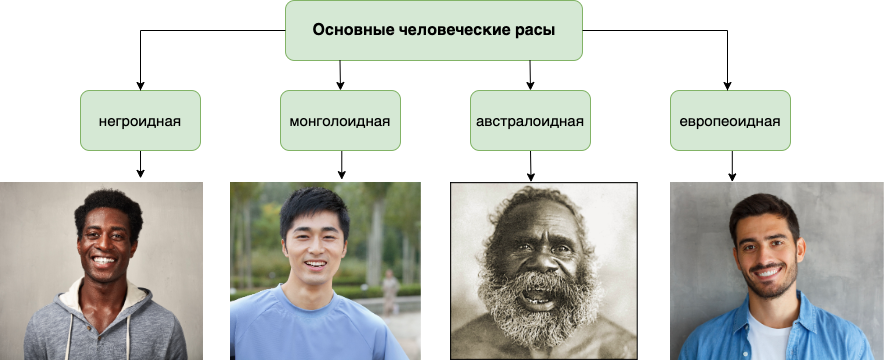 Основные человеческие расы
негроидная
монголоидная
австралоидная
европеоидная